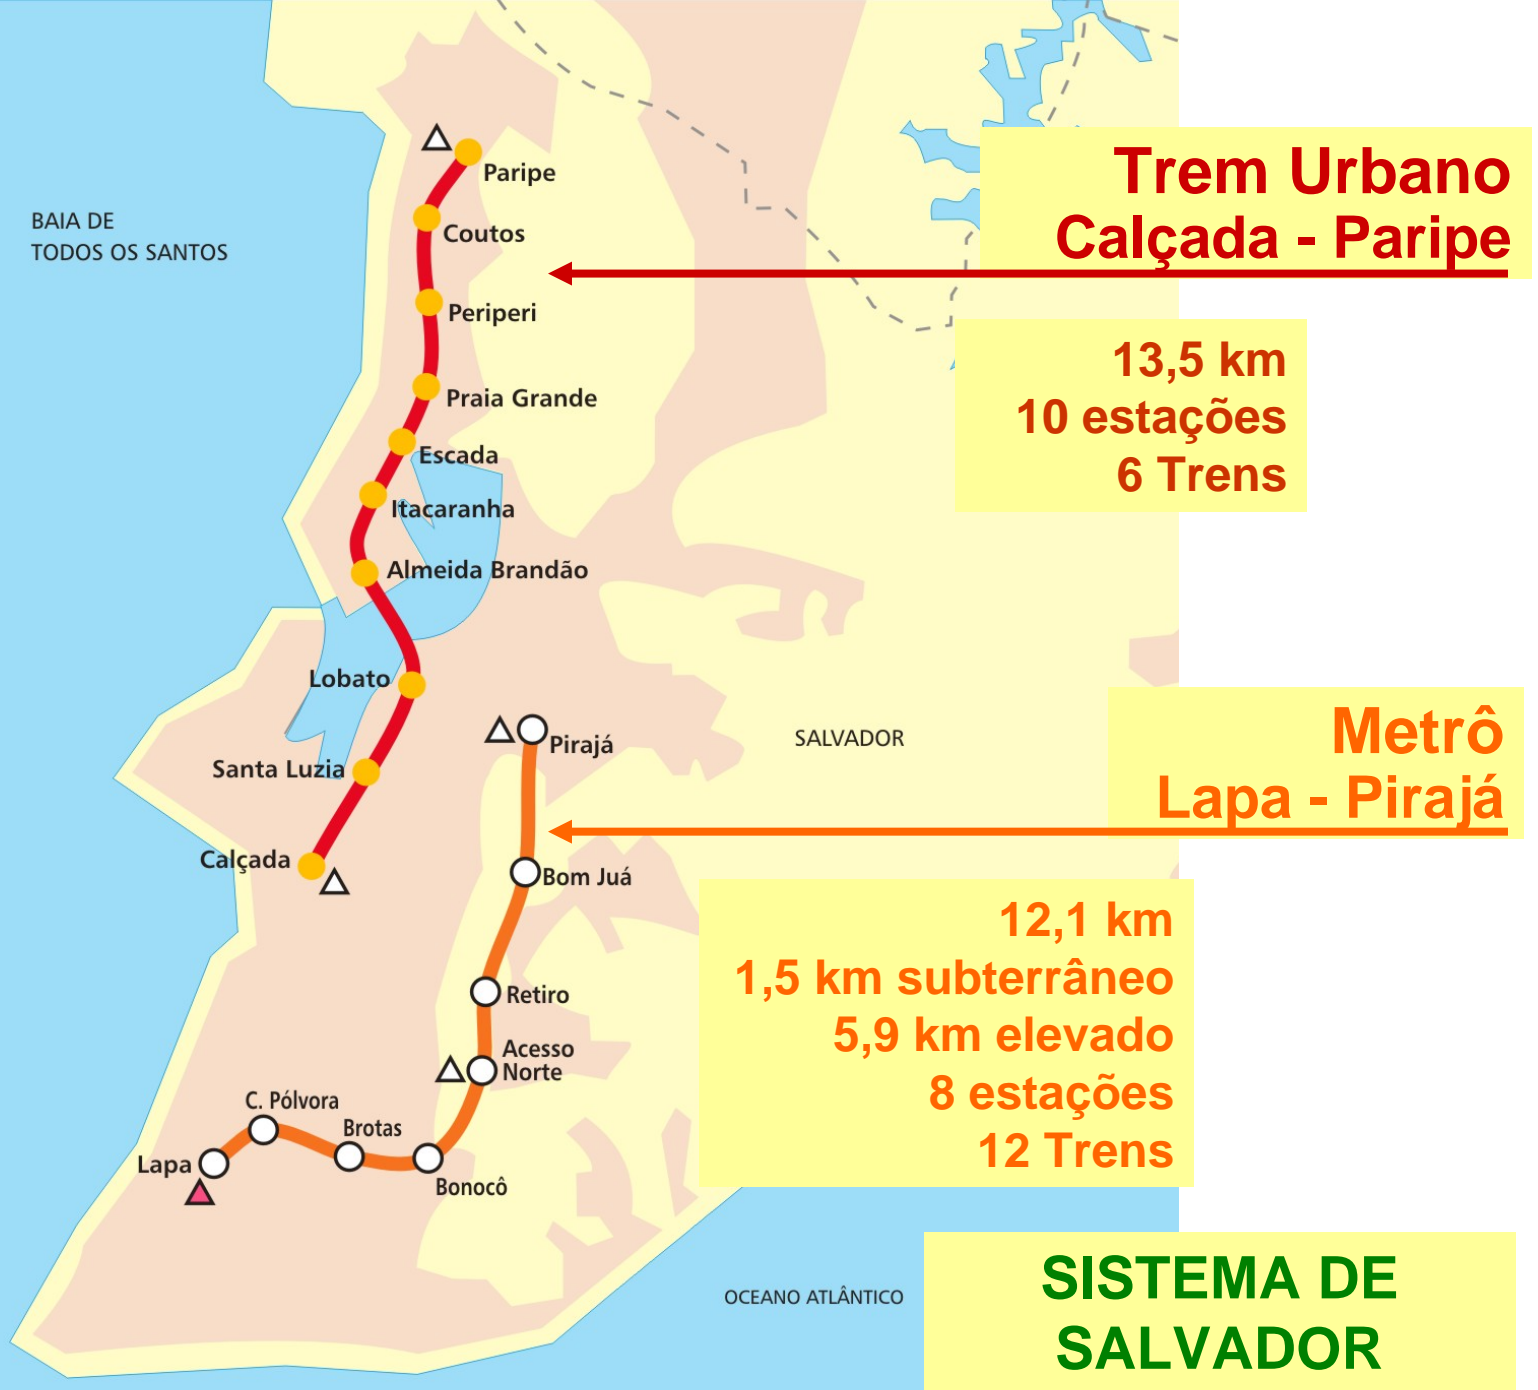 Paripe
Coutos
Periperi
Praia Grande
Escada
Itacaranha
Almeida Brandão
Lobato
Santa Luzia
Calçada
BAIA DE
TODOS OS SANTOS
Trem Urbano
Calçada - Paripe
13,5 km
10 estações
6 Trens
Pirajá
SALVADOR
Metrô
Lapa - Pirajá
Bom Juá
Retiro
Acesso
Norte
C. Pólvora
Brotas
Lapa
Bonocô
12,1 km
1,5 km subterrâneo
5,9 km elevado
8 estações
12 Trens
OCEANO ATLÂNTICO
SISTEMA DE
SALVADOR